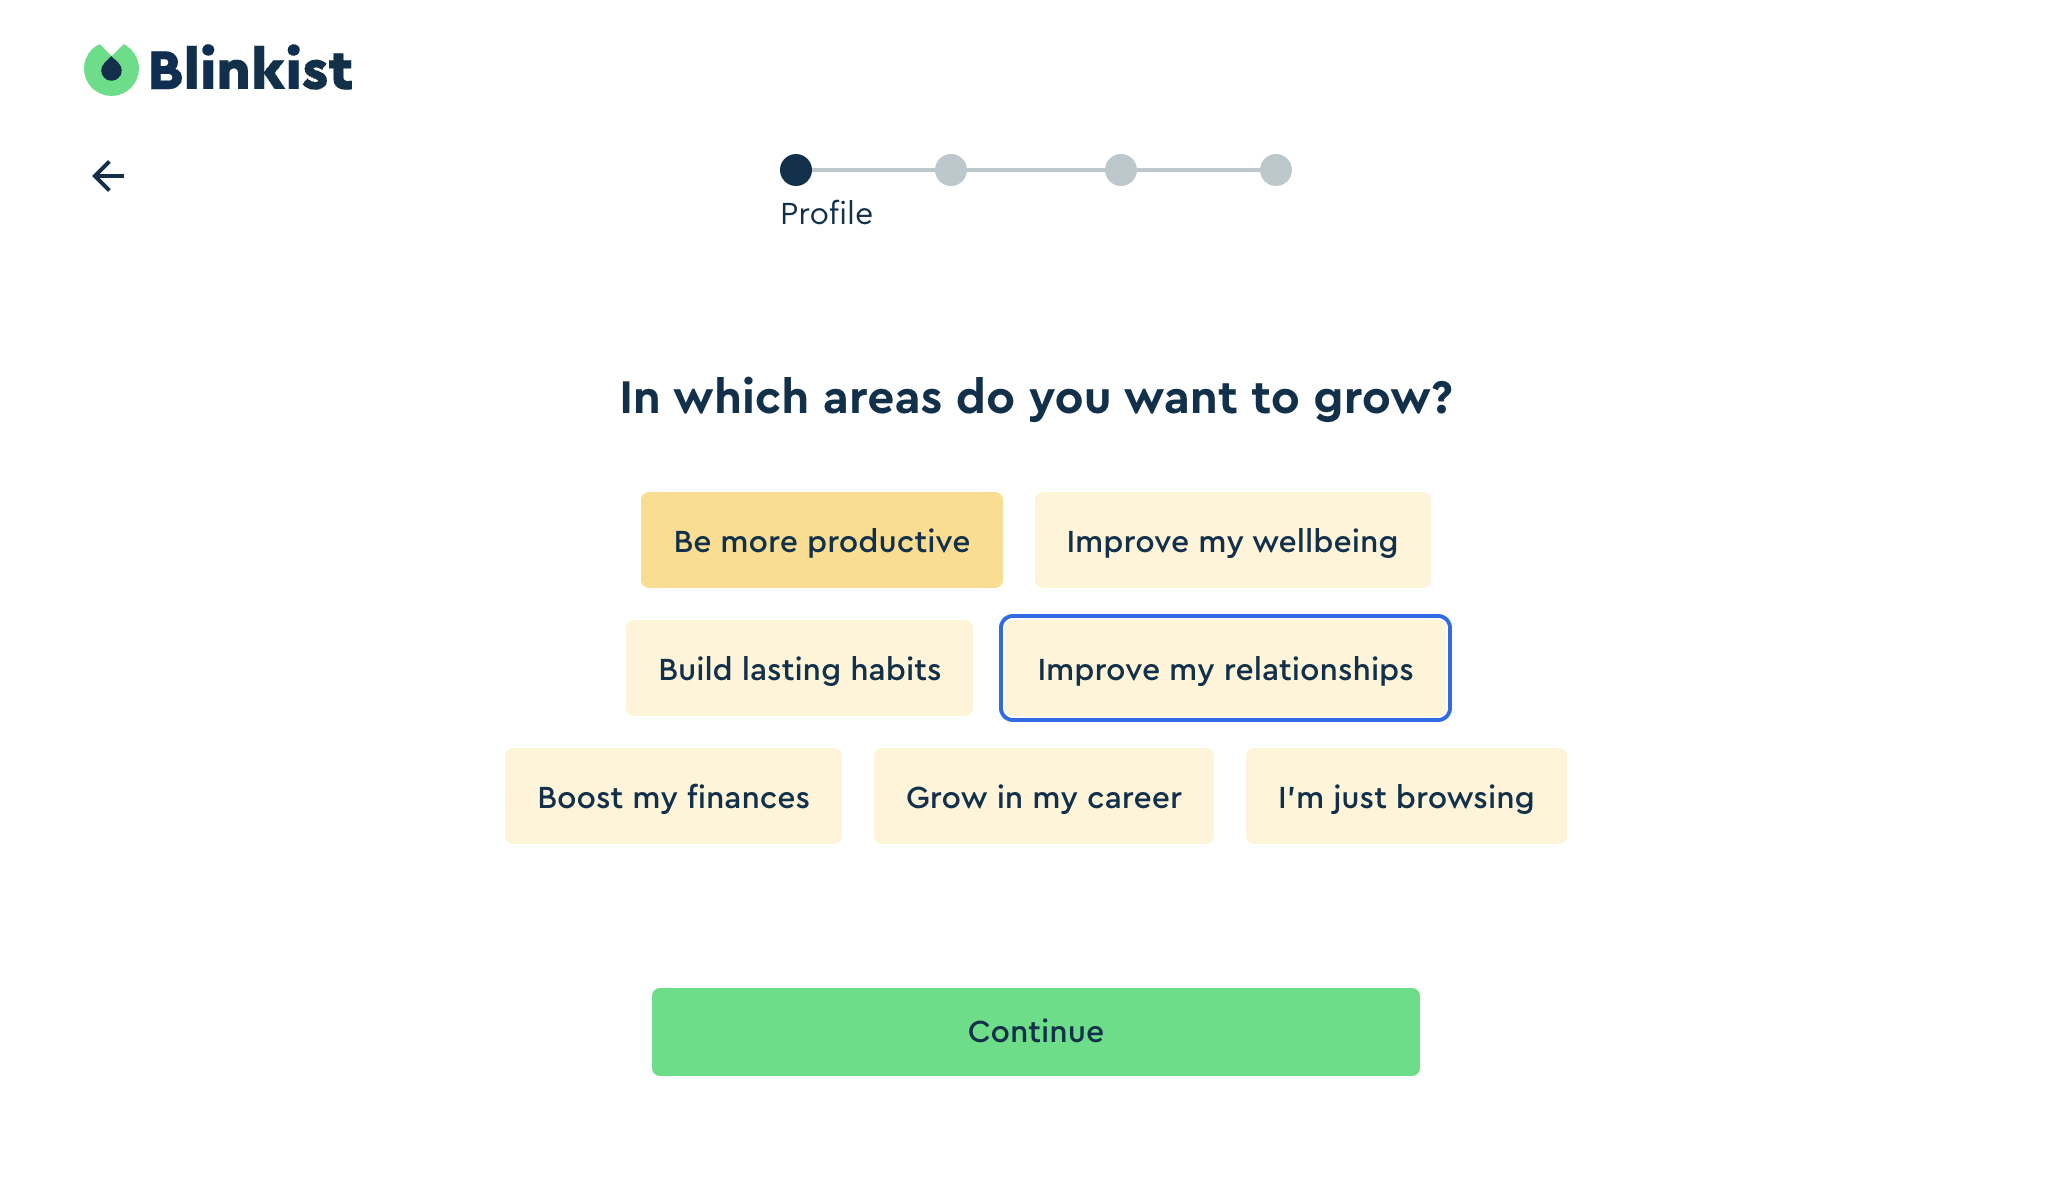 Blinkist
Profile
In which areas do you want to grow?
Be more productive
Improve my wellbeing
Build lasting habits
Improve my relationships
Boost my finances
Grow in my career
I'm just browsing
Continue